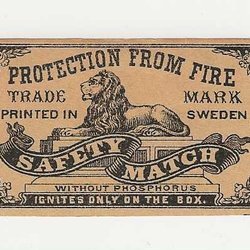 PROTECTION FROM FIRE
TRADE MARK
PRINTED IN SWEDEN
SAFETY MATCH
WITHOUT PHOSPHORUS
IGNITES ONLY ON THE BOX.